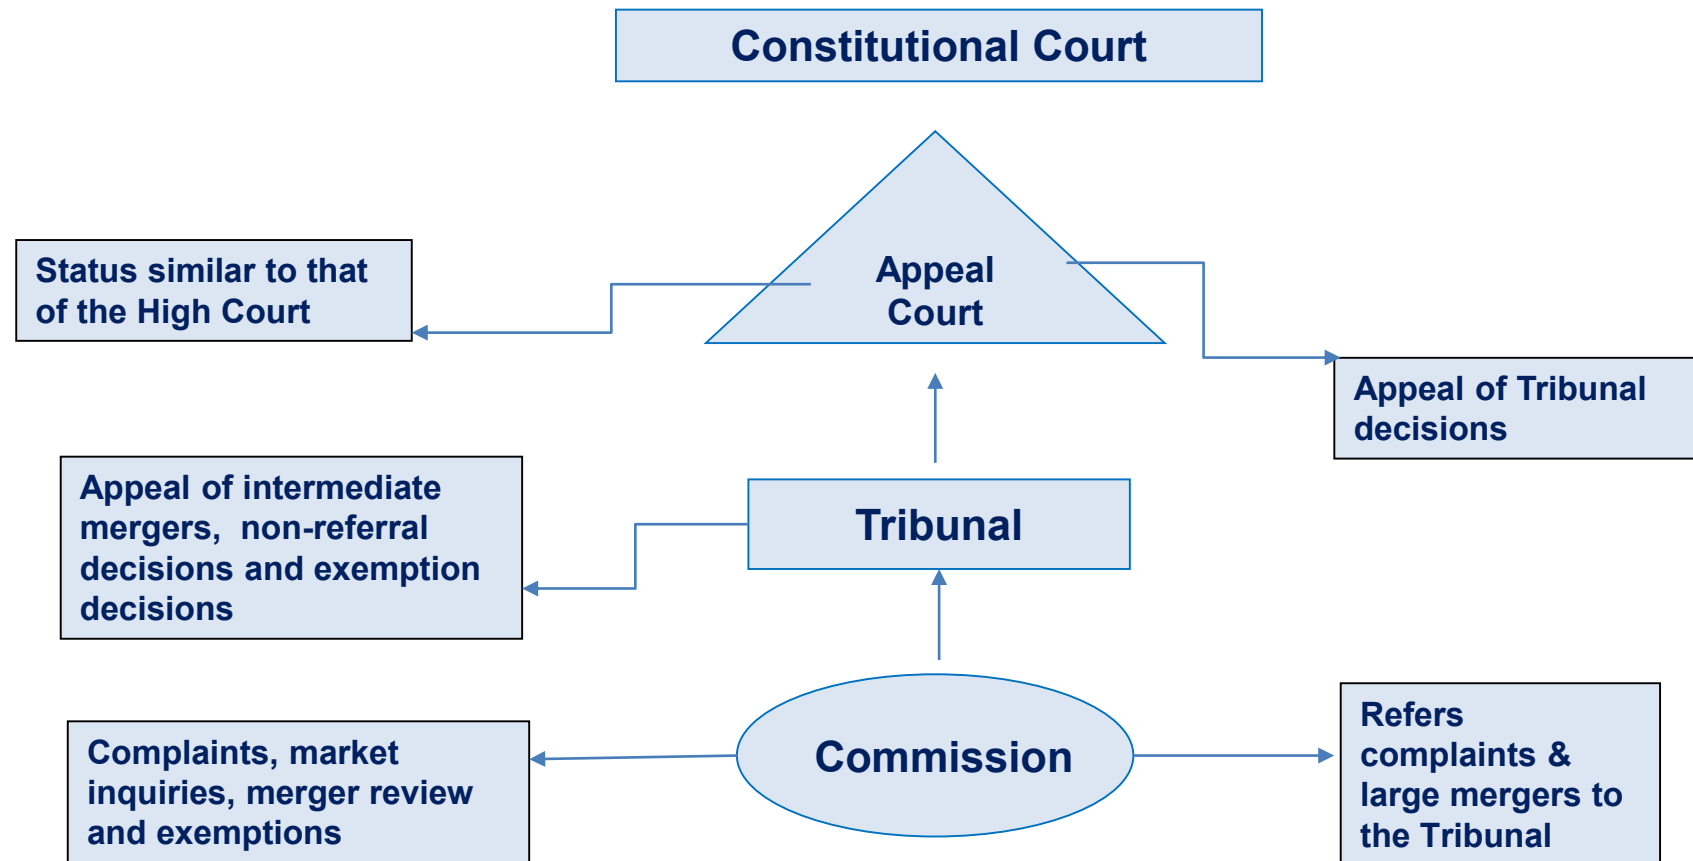 Constitutional Court
Appeal
Court
Status similar to that
of the High Court
Appeal of Tribunal
decisions
Appeal of intermediate
mergers,  non-referral
decisions and exemption
decisions
Tribunal
Complaints, market
inquiries, merger review
and exemptions
Commission
Refers
complaints &
large mergers to
the Tribunal